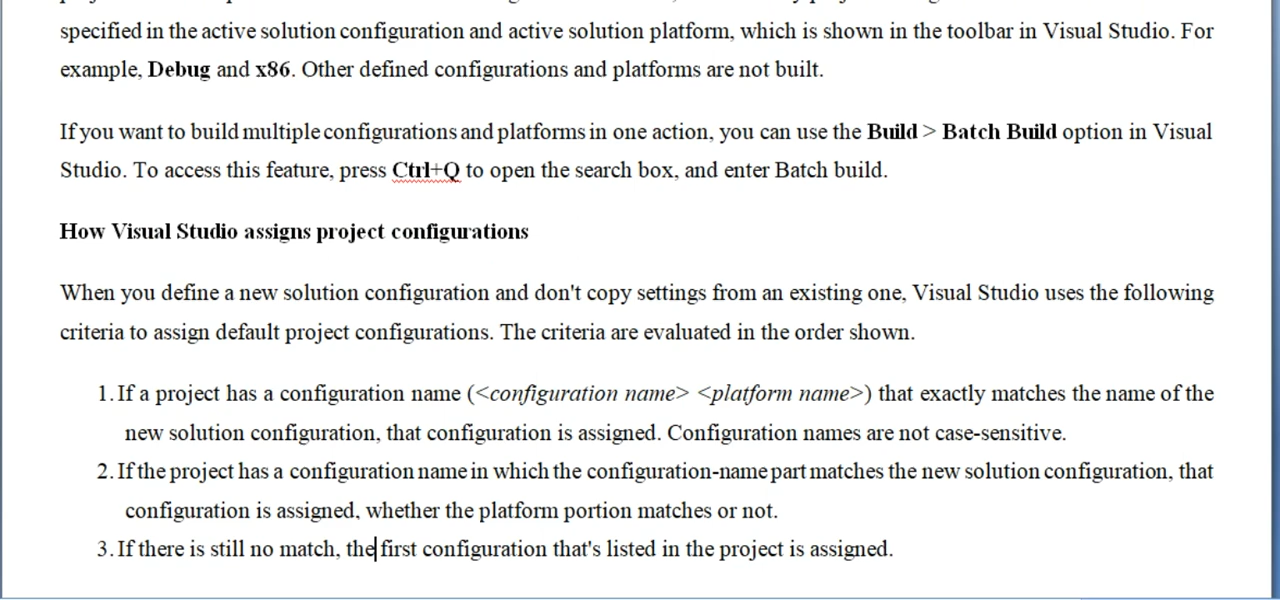 specified in the active solution configuration and active solution platform, which is shown in the toolbar in Visual Studio. For
example, Debug and x86. Other defined configurations and platforms are not built.
If you want to build multiple configurations and platforms in one action, you can use the Build > Batch Build option in Visual
Studio. To access this feature, press Ctrl+Q to open the search box, and enter Batch build.
How Visual Studio assigns project configurations
When you define a new solution configuration and don't copy settings from an existing one, Visual Studio uses the following
criteria to assign default project configurations. The criteria are evaluated in the order shown.
1. If a project has a configuration name (<configuration name> <platform name>) that exactly matches the name of the
new solution configuration, that configuration is assigned. Configuration names are not case-sensitive.
2. If the project has a configuration name in which the configuration-name part matches the new solution configuration, that
configuration is assigned, whether the platform portion matches or not.
3. If there is still no match, the first configuration that's listed in the project is assigned.